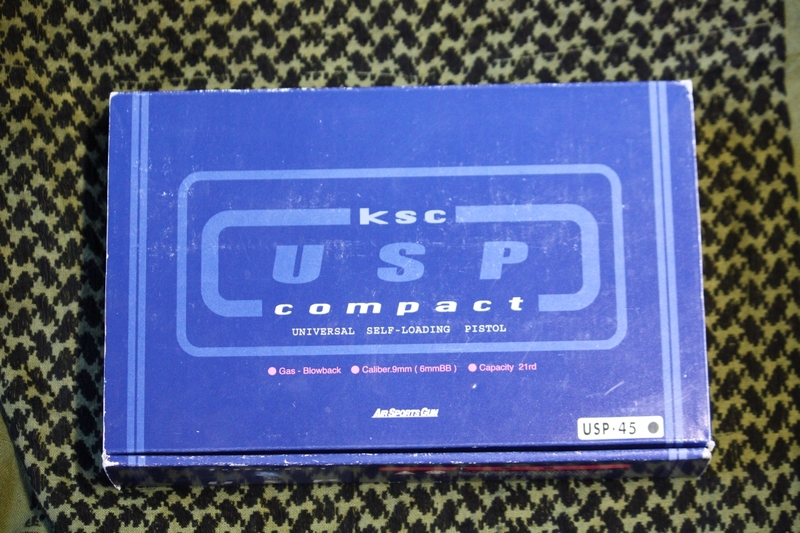 ksc
USP
compact
UNIVERSAL SELF-LOADING PISTOL
Gas - Blowback Caliber.9mm ( 6mmBB ) Capacity 21rd
AIR SPORTS GUN
USP·45